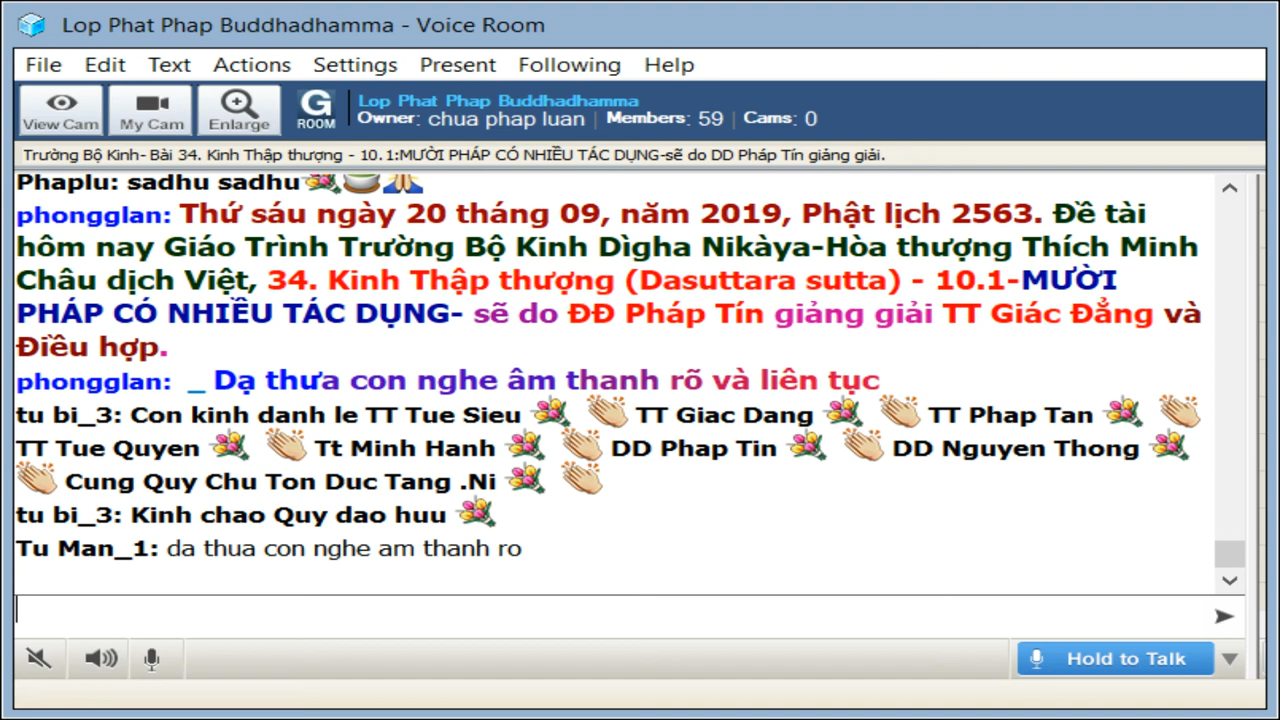 Lop Phat Phap Buddhadhamma - Voice Room
File Edit Text Actions Settings Present Following Help
View Cam My Cam Enlarge G ROOM
Lop Phat Phap Buddhadhamma
Owner: chua phap luan | Members: 59 | Cams: 0
Trường Bộ Kinh- Bài 34. Kinh Thập thượng - 10.1:MƯỜI PHÁP CÓ NHIỀU TÁC DỤNG-sẽ do DD Pháp Tín giảng giải.
Phaplu: sadhu sadhu
phongglan: Thứ sáu ngày 20 tháng 09, năm 2019, Phật lịch 2563. Đề tài
hôm nay Giáo Trình Trường Bộ Kinh Dìgha Nikàya-Hòa thượng Thích Minh
Châu dịch Việt, 34. Kinh Thập thượng (Dasuttara sutta) - 10.1-MƯỜI
PHÁP CÓ NHIỀU TÁC DỤNG- sẽ do ĐĐ Pháp Tín giảng giải TT Giác Đẳng và
Điều hợp.
phongglan: _ Dạ thưa con nghe âm thanh rõ và liên tục
tu bi_3: Con kinh danh le TT Tue Sieu TT Giac Dang TT Phap Tan
TT Tue Quyen Tt Minh Hanh DD Phap Tin DD Nguyen Thong
Cung Quy Chu Ton Duc Tang .Ni
tu bi_3: Kinh chao Quy dao huu
Tu Man_1: da thua con nghe am thanh ro
Hold to Talk